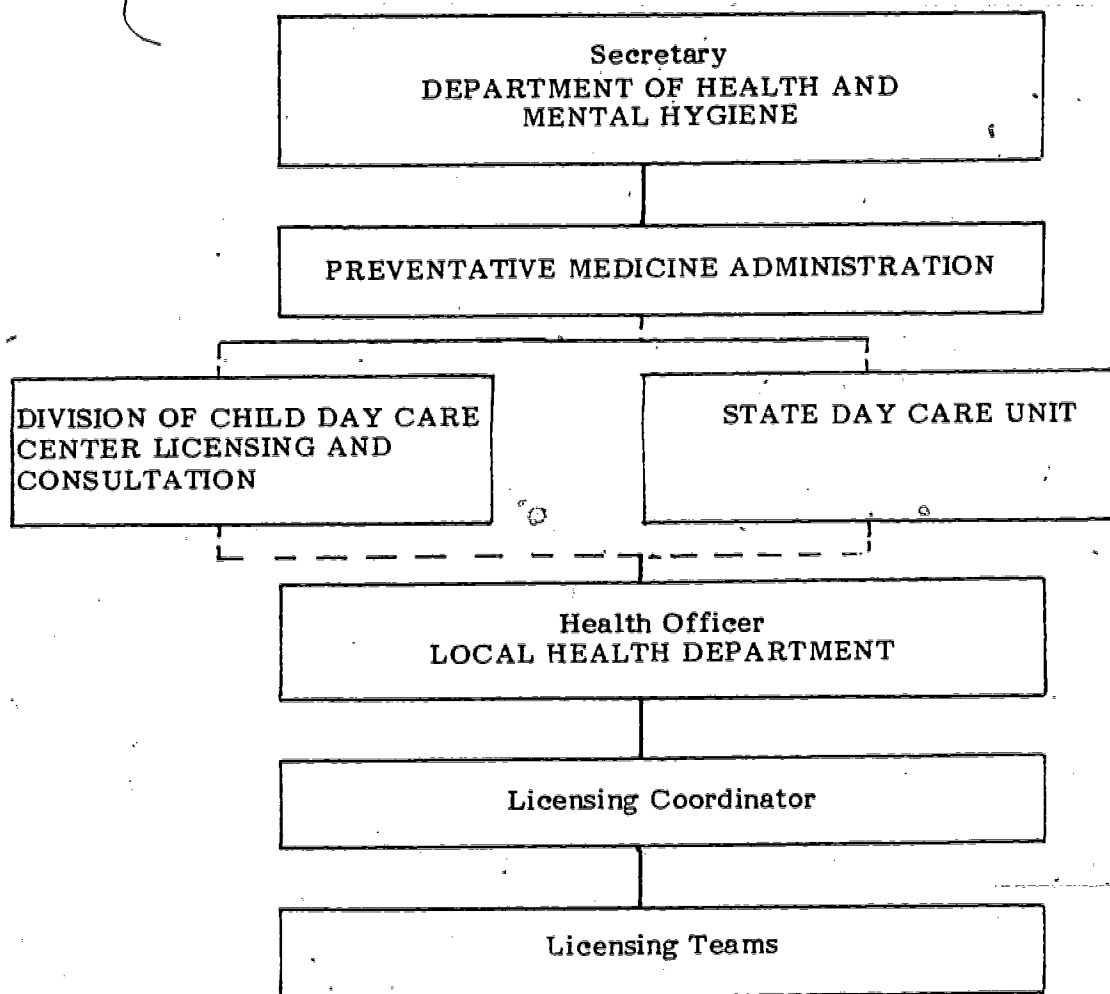 Secretary
DEPARTMENT OF HEALTH AND
MENTAL HYGIENE
PREVENTATIVE MEDICINE ADMINISTRATION
DIVISION OF CHILD DAY CARE
CENTER LICENSING AND
CONSULTATION
STATE DAY CARE UNIT
Health Officer
LOCAL HEALTH DEPARTMENT
Licensing Coordinator
Licensing Teams